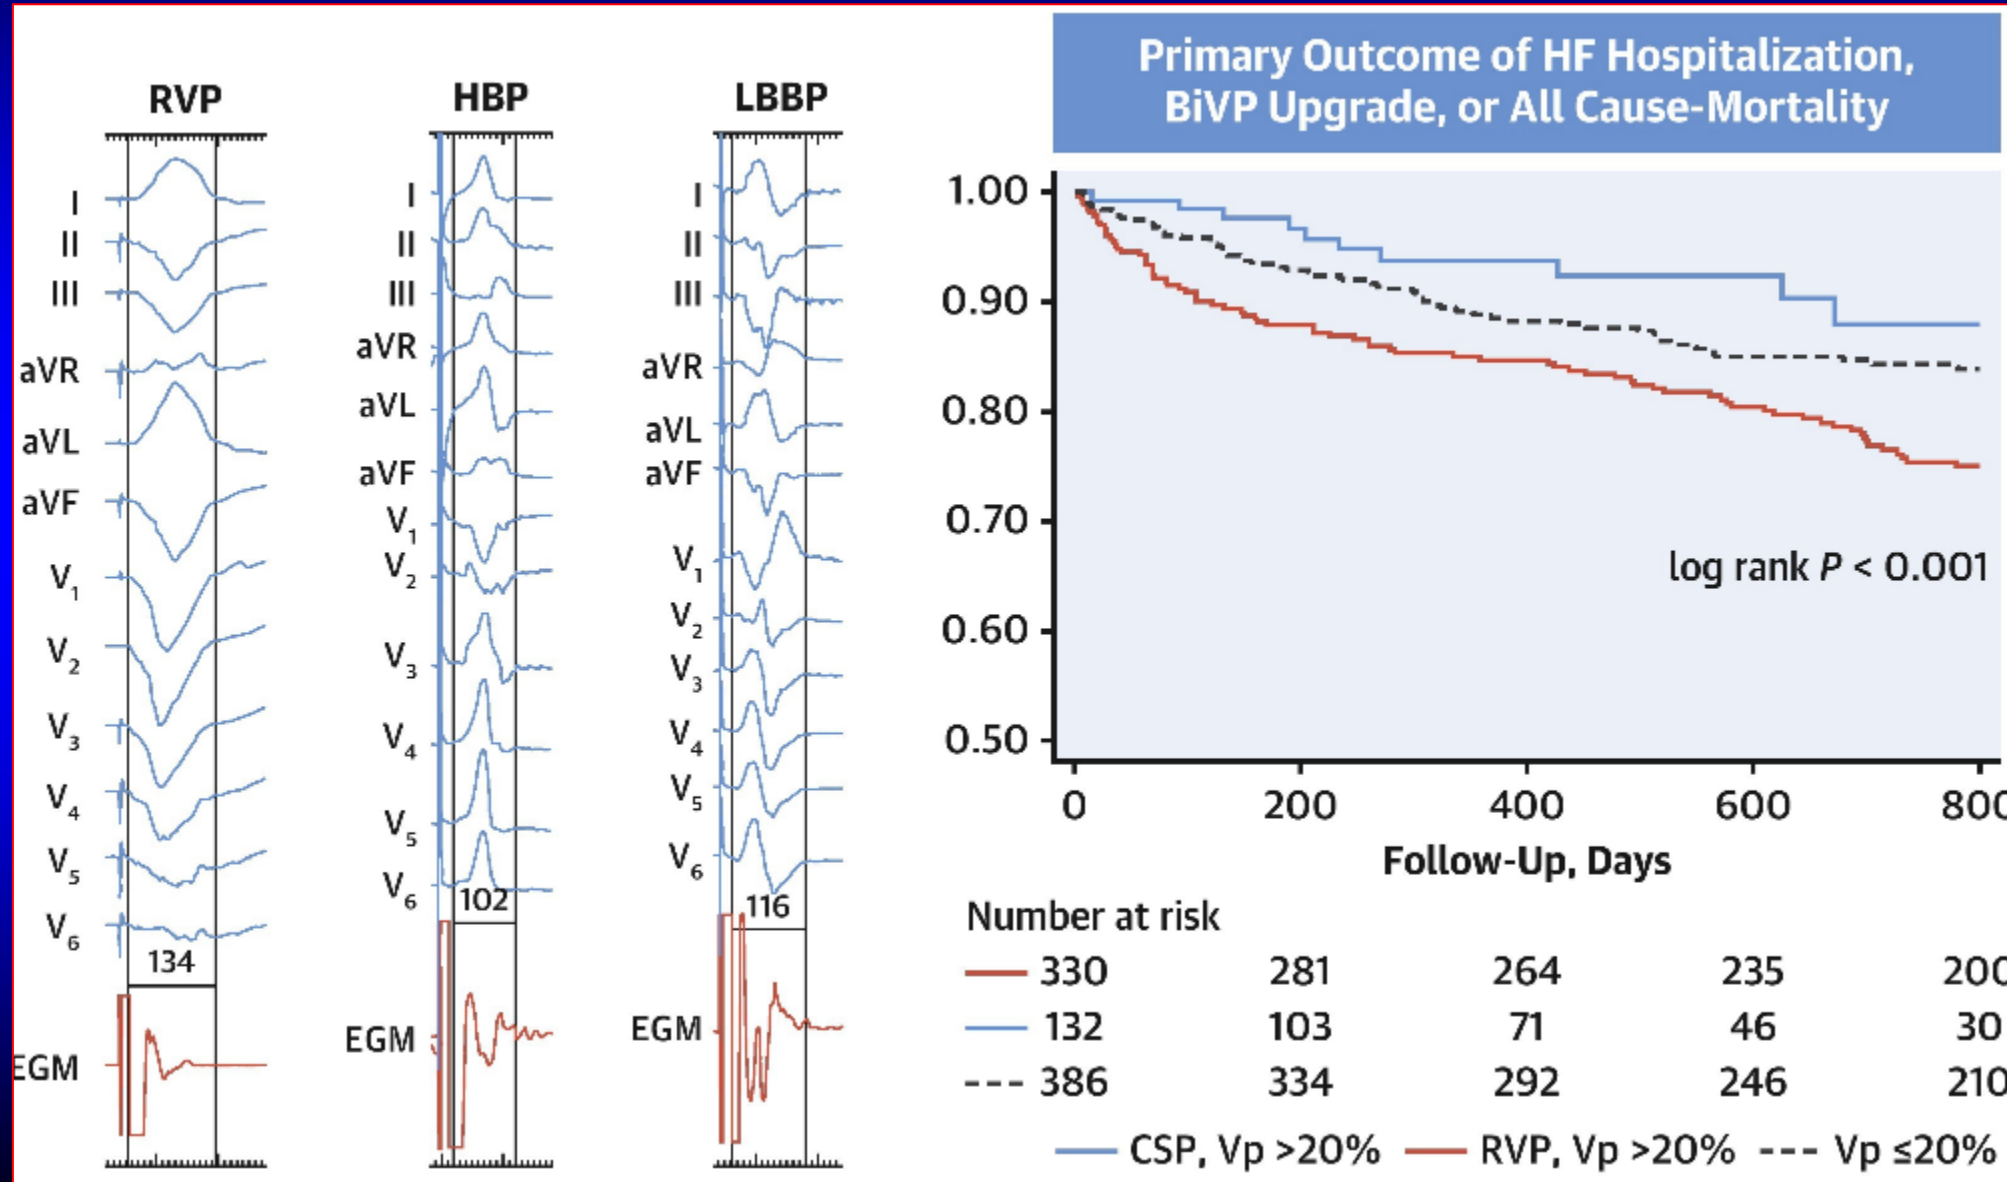 RVP
I
II
III
aVR
aVL
aVF
V1
V2
V3
V4
V5
V6
134
EGM
HBP
I
II
III
aVR
aVL
aVF
V1
V2
V3
V4
V5
V6
102
EGM
LBBP
I
II
III
aVR
aVL
aVF
V1
V2
V3
V4
V5
V6
116
EGM
Primary Outcome of HF Hospitalization,
BiVP Upgrade, or All Cause-Mortality
1.00
0.90
0.80
0.70
0.60
0.50
log rank P < 0.001
0 200 400 600 800
Follow-Up, Days
Number at risk
330 281 264 235 200
132 103 71 46 30
386 334 292 246 210
CSP, Vp >20% RVP, Vp >20% Vp ≤20%